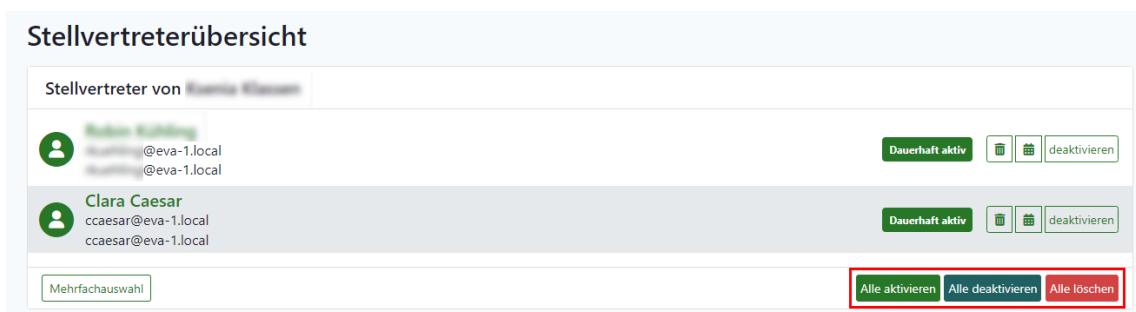 Stellvertreterübersicht
Stellvertreter von
@eva-1.local
@eva-1.local
Dauerhaft aktiv deaktivieren
Clara Caesar
ccaesar@eva-1.local
ccaesar@eva-1.local
Dauerhaft aktiv deaktivieren
Mehrfachauswahl Alle aktivieren Alle deaktivieren Alle löschen